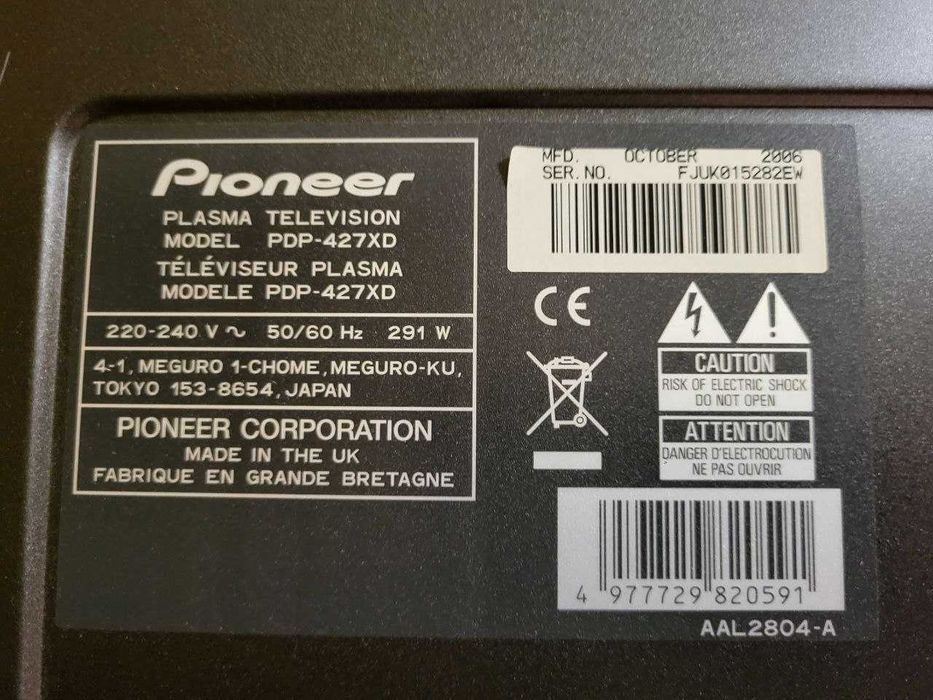 Pioneer
PLASMA TELEVISION
MODEL PDP-427XD
TÉLÉVISEUR PLASMA
MODELE PDP-427XD
220-240 V ~ 50/60 Hz 291 W
4-1, MEGURO 1-CHOME, MEGURO-KU,
TOKYO 153-8654, JAPAN
PIONEER CORPORATION
MADE IN THE UK
FABRIQUE EN GRANDE BRETAGNE
MFD. OCTOBER 2006
SER. NO. FJUK015282EW
CE
CAUTION
RISK OF ELECTRIC SHOCK
DO NOT OPEN
ATTENTION
DANGER D'ELECTROCUTION
NE PAS OUVRIR
4 977729 820591
AAL2804-A